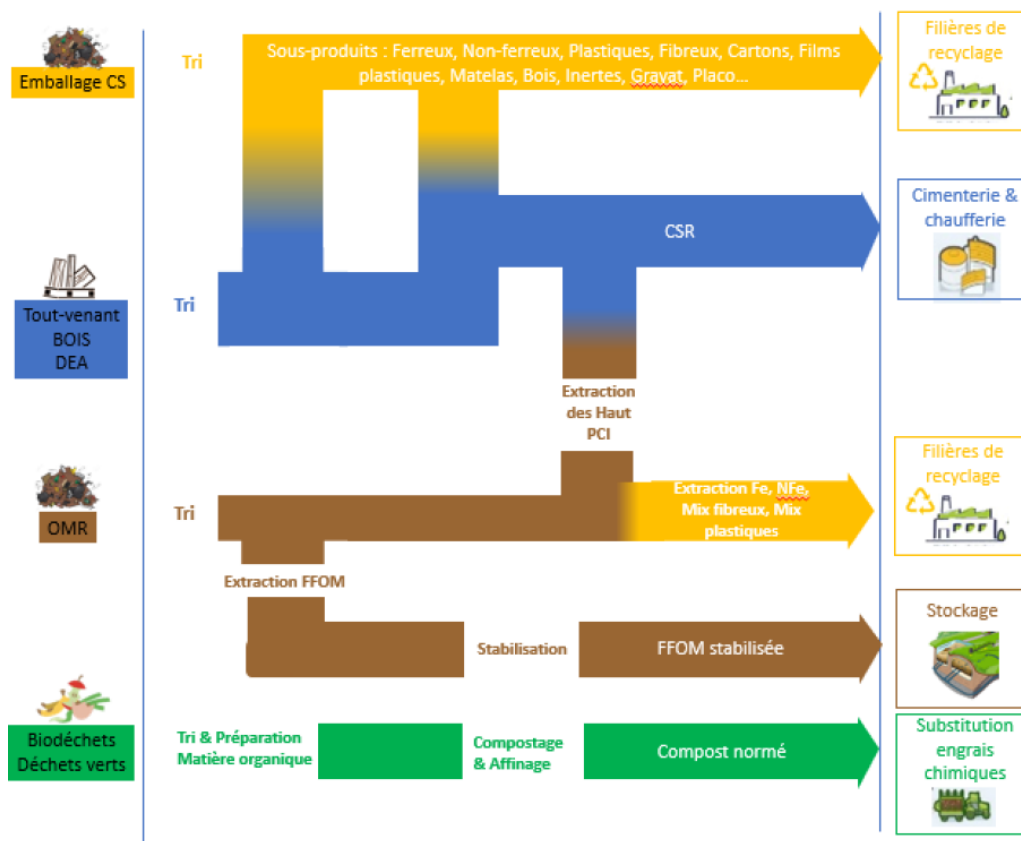 Emballage CS
Tri
Sous-produits : Ferreux, Non-ferreux, Plastiques, Fibreux, Cartons, Films
plastiques, Matelas, Bois, Inertes, Gravat, Placo…
Filières de
recyclage
Tout-venant
BOIS
DEA
Tri
CSR
Cimenterie &
chaufferie
Extraction
des Haut
PCI
OMR
Tri
Extraction Fe, NFe,
Mix fibreux, Mix
plastiques
Filières de
recyclage
Extraction FFOM
Stabilisation
FFOM stabilisée
Stockage
Biodéchets
Déchets verts
Tri & Préparation
Matière organique
Compostage
& Affinage
Compost normé
Substitution
engrais
chimiques